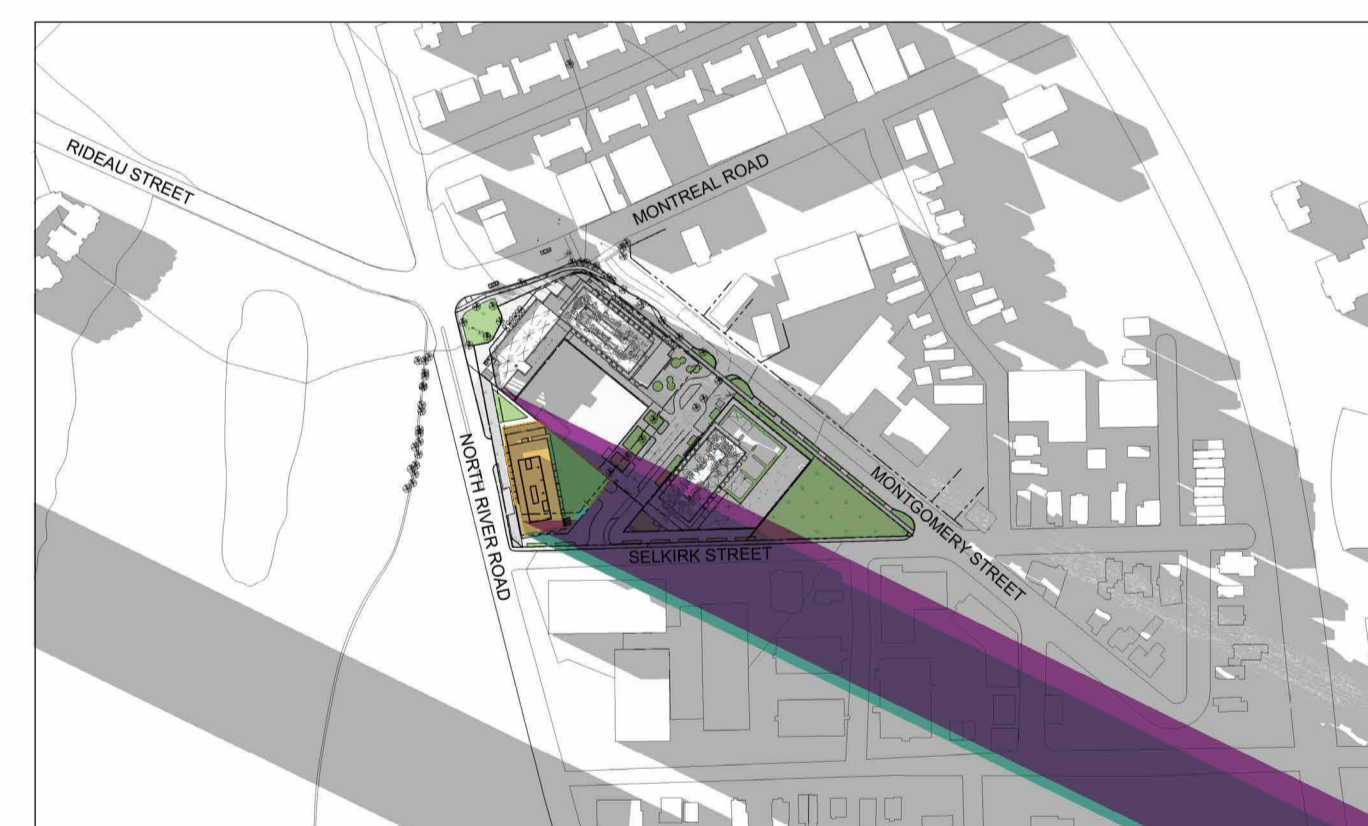 RIDEAU STREET
MONTREAL ROAD
NORTH RIVER ROAD
MONTGOMERY STREET
SELKIRK STREET